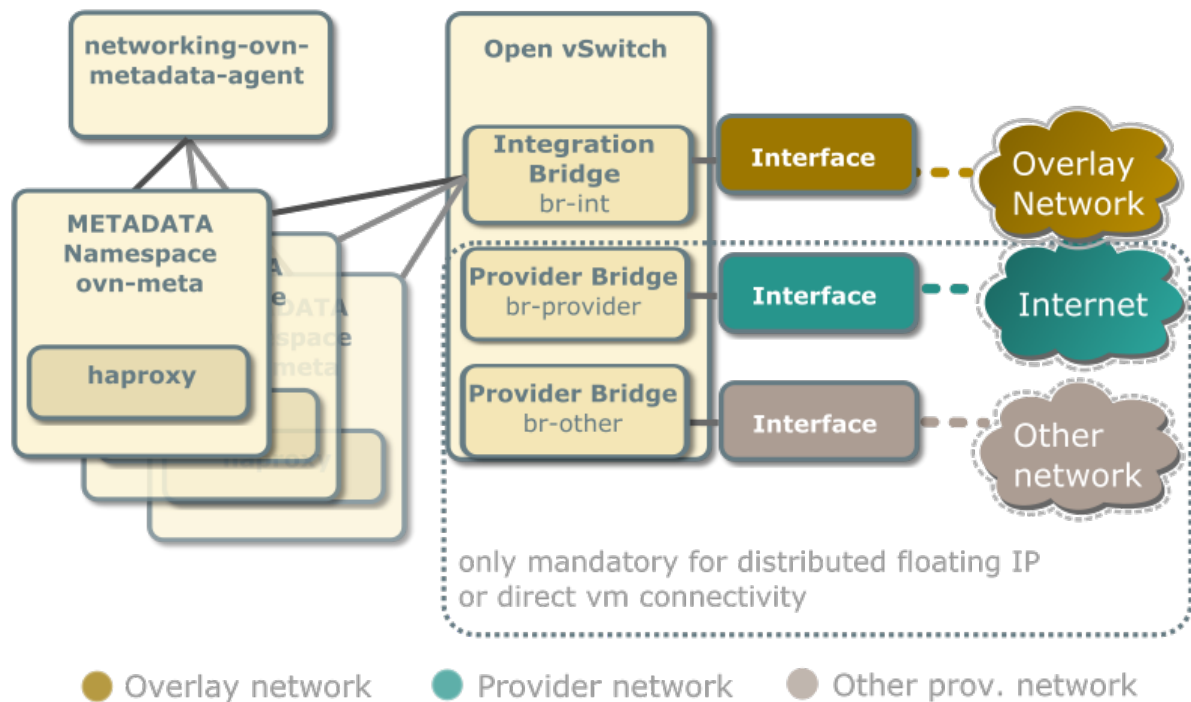 networking-ovn-
metadata-agent
METADATA
Namespace
ovn-meta
haproxy
Open vSwitch
Integration
Bridge
br-int
Interface
Overlay
Network
Provider Bridge
br-provider
Interface
Internet
Provider Bridge
br-other
Interface
Other
network
only mandatory for distributed floating IP
or direct vm connectivity
Overlay network
Provider network
Other prov. network